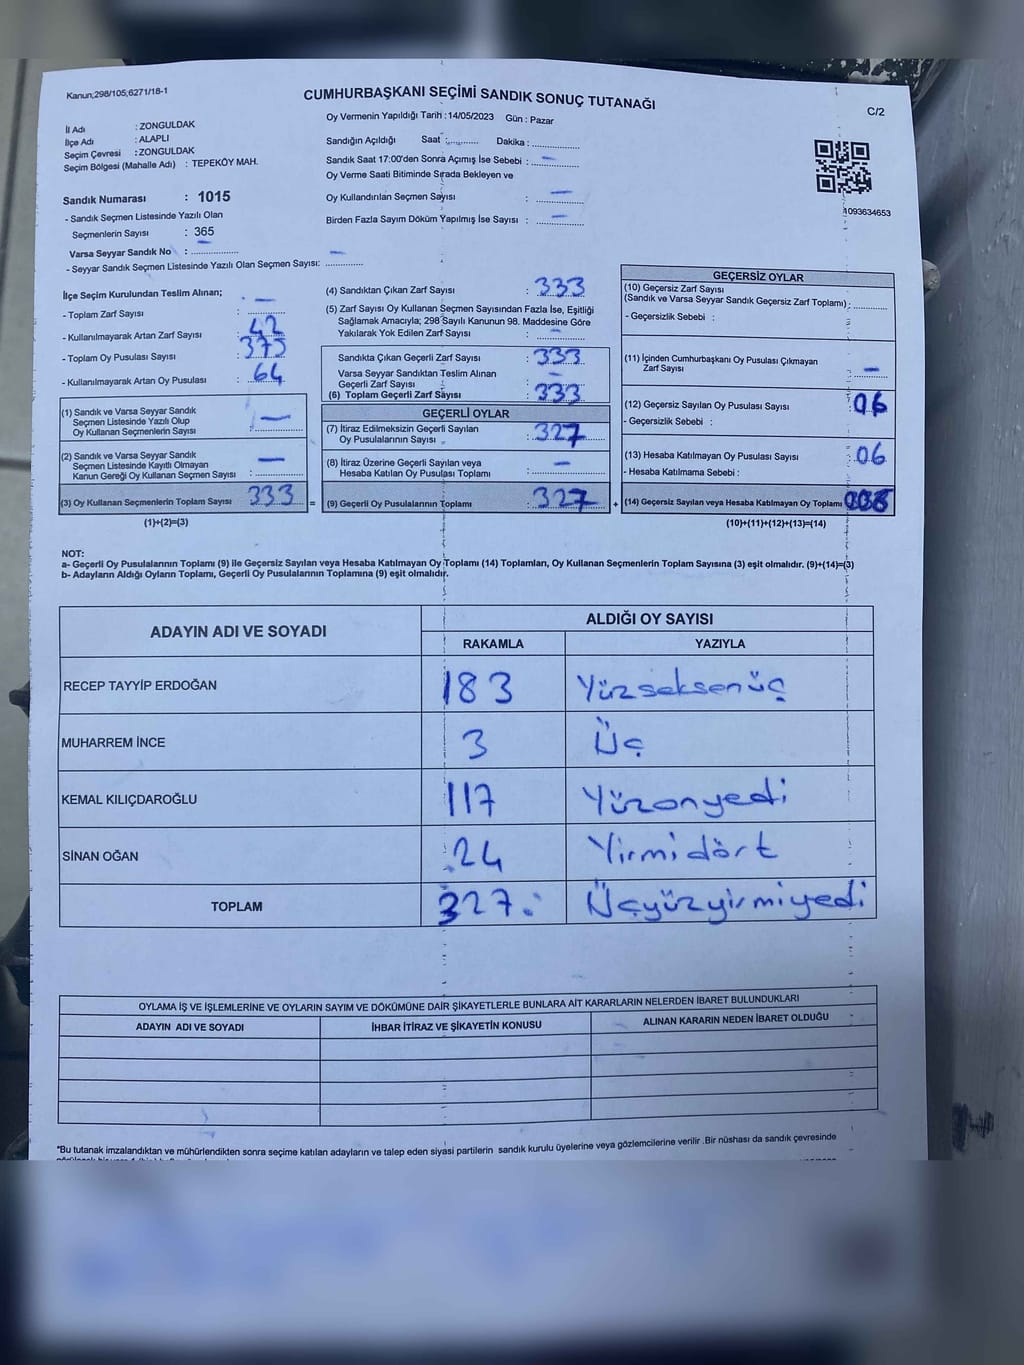 Kanun;298/105;6271/18-1
CUMHURBAŞKANI SEÇİMİ SANDIK SONUÇ TUTANAĞI
C/2
Oy Vermenin Yapıldığı Tarih : 14/05/2023 Gün : Pazar
İl Adı : ZONGULDAK
İlçe Adı : ALAPLI
Seçim Çevresi : ZONGULDAK
Seçim Bölgesi (Mahalle Adı) : TEPEKÖY MAH.
Sandığın Açıldığı Saat : Dakika :
Sandık Saat 17:00'den Sonra Açımış İse Sebebi : -
Oy Verme Saati Bitiminde Sırada Bekleyen ve
Oy Kullandırılan Seçmen Sayısı : -
Birden Fazla Sayım Döküm Yapılmış İse Sayısı : -
1093634653
Sandık Numarası : 1015
- Sandık Seçmen Listesinde Yazılı Olan
Seçmenlerin Sayısı : 365
Varsa Seyyar Sandık No : -
- Seyyar Sandık Seçmen Listesinde Yazılı Olan Seçmen Sayısı: -
İlçe Seçim Kurulundan Teslim Alınan;
- Toplam Zarf Sayısı : -
- Kullanılmayarak Artan Zarf Sayısı : 42
- Toplam Oy Pusulası Sayısı : 375
- Kullanılmayarak Artan Oy Pusulası : 64
(1) Sandık ve Varsa Seyyar Sandık
Seçmen Listesinde Yazılı Olup
Oy Kullanan Seçmenlerin Sayısı : -
(2) Sandık ve Varsa Seyyar Sandık
Seçmen Listesinde Kayıtlı Olmayan
Kanun Gereği Oy Kullanan Seçmen Sayısı : -
(3) Oy Kullanan Seçmenlerin Toplam Sayısı 333 =
(1)+(2)=(3)
(4) Sandıktan Çıkan Zarf Sayısı : 333
(5) Zarf Sayısı Oy Kullanan Seçmen Sayısından Fazla İse, Eşitliği
Sağlamak Amacıyla; 298 Sayılı Kanunun 98. Maddesine Göre
Yakılarak Yok Edilen Zarf Sayısı : -
Sandıkta Çıkan Geçerli Zarf Sayısı : 333
Varsa Seyyar Sandıktan Teslim Alınan
Geçerli Zarf Sayısı : -
(6) Toplam Geçerli Zarf Sayısı : 333
GEÇERLİ OYLAR
(7) İtiraz Edilmeksizin Geçerli Sayılan
Oy Pusulalarının Sayısı : 327
(8) İtiraz Üzerine Geçerli Sayılan veya
Hesaba Katılan Oy Pusulası Toplamı : -
(9) Geçerli Oy Pusulalarının Toplamı : 327 +
GEÇERSİZ OYLAR
(10) Geçersiz Zarf Sayısı
(Sandık ve Varsa Seyyar Sandık Geçersiz Zarf Toplamı) :
- Geçersizlik Sebebi :
(11) İçinden Cumhurbaşkanı Oy Pusulası Çıkmayan
Zarf Sayısı : -
(12) Geçersiz Sayılan Oy Pusulası Sayısı : 06
- Geçersizlik Sebebi :
(13) Hesaba Katılmayan Oy Pusulası Sayısı : 06
- Hesaba Katılmama Sebebi :
(14) Geçersiz Sayılan veya Hesaba Katılmayan Oy Toplamı
(10)+(11)+(12)+(13)=(14)
NOT:
a- Geçerli Oy Pusulalarının Toplamı (9) ile Geçersiz Sayılan veya Hesaba Katılmayan Oy Toplamı (14) Toplamları, Oy Kullanan Seçmenlerin Toplam Sayısına (3) eşit olmalıdır. (9)+(14)=(3)
b- Adayların Aldığı Oyların Toplamı, Geçerli Oy Pusulalarının Toplamına (9) eşit olmalıdır.
ADAYIN ADI VE SOYADI ALDIĞI OY SAYISI
RAKAMLA YAZIYLA
RECEP TAYYİP ERDOĞAN 183 Yüzseksenüç
MUHARREM İNCE 3 Üç
KEMAL KILIÇDAROĞLU 117 Yüzonyedi
SİNAN OĞAN 24 Yirmidört
TOPLAM 327 Üçyüzyirmiyedi
OYLAMA İŞ VE İŞLEMLERİNE VE OYLARIN SAYIM VE DÖKÜMÜNE DAİR ŞİKAYETLERLE BUNLARA AİT KARARLARIN NELERDEN İBARET BULUNDUKLARI
ADAYIN ADI VE SOYADI İHBAR İTİRAZ VE ŞİKAYETİN KONUSU ALINAN KARARIN NEDEN İBARET OLDUĞU
*Bu tutanak imzalandıktan ve mühürlendikten sonra seçime katılan adayların ve talep eden siyasi partilerin sandık kurulu üyelerine veya gözlemcilerine verilir .Bir nüshası da sandık çevresinde